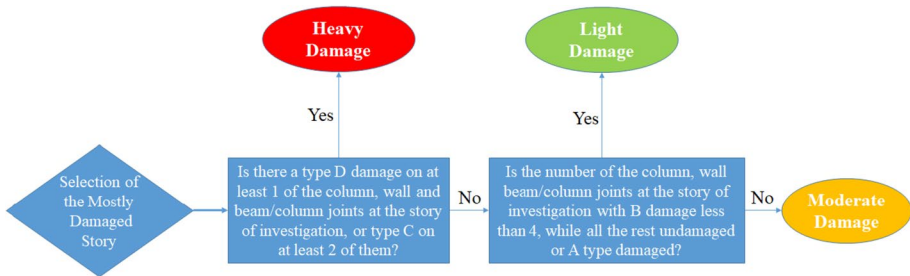 Heavy
Damage
Light
Damage
Yes
Yes
Selection of
the Mostly
Damaged
Story
Is there a type D damage on at
least 1 of the column, wall and
beam/column joints at the story
of investigation, or type C on
at least 2 of them?
No
Is the number of the column, wall
beam/column joints at the story of
investigation with B damage less
than 4, while all the rest undamaged
or A type damaged?
No
Moderate
Damage